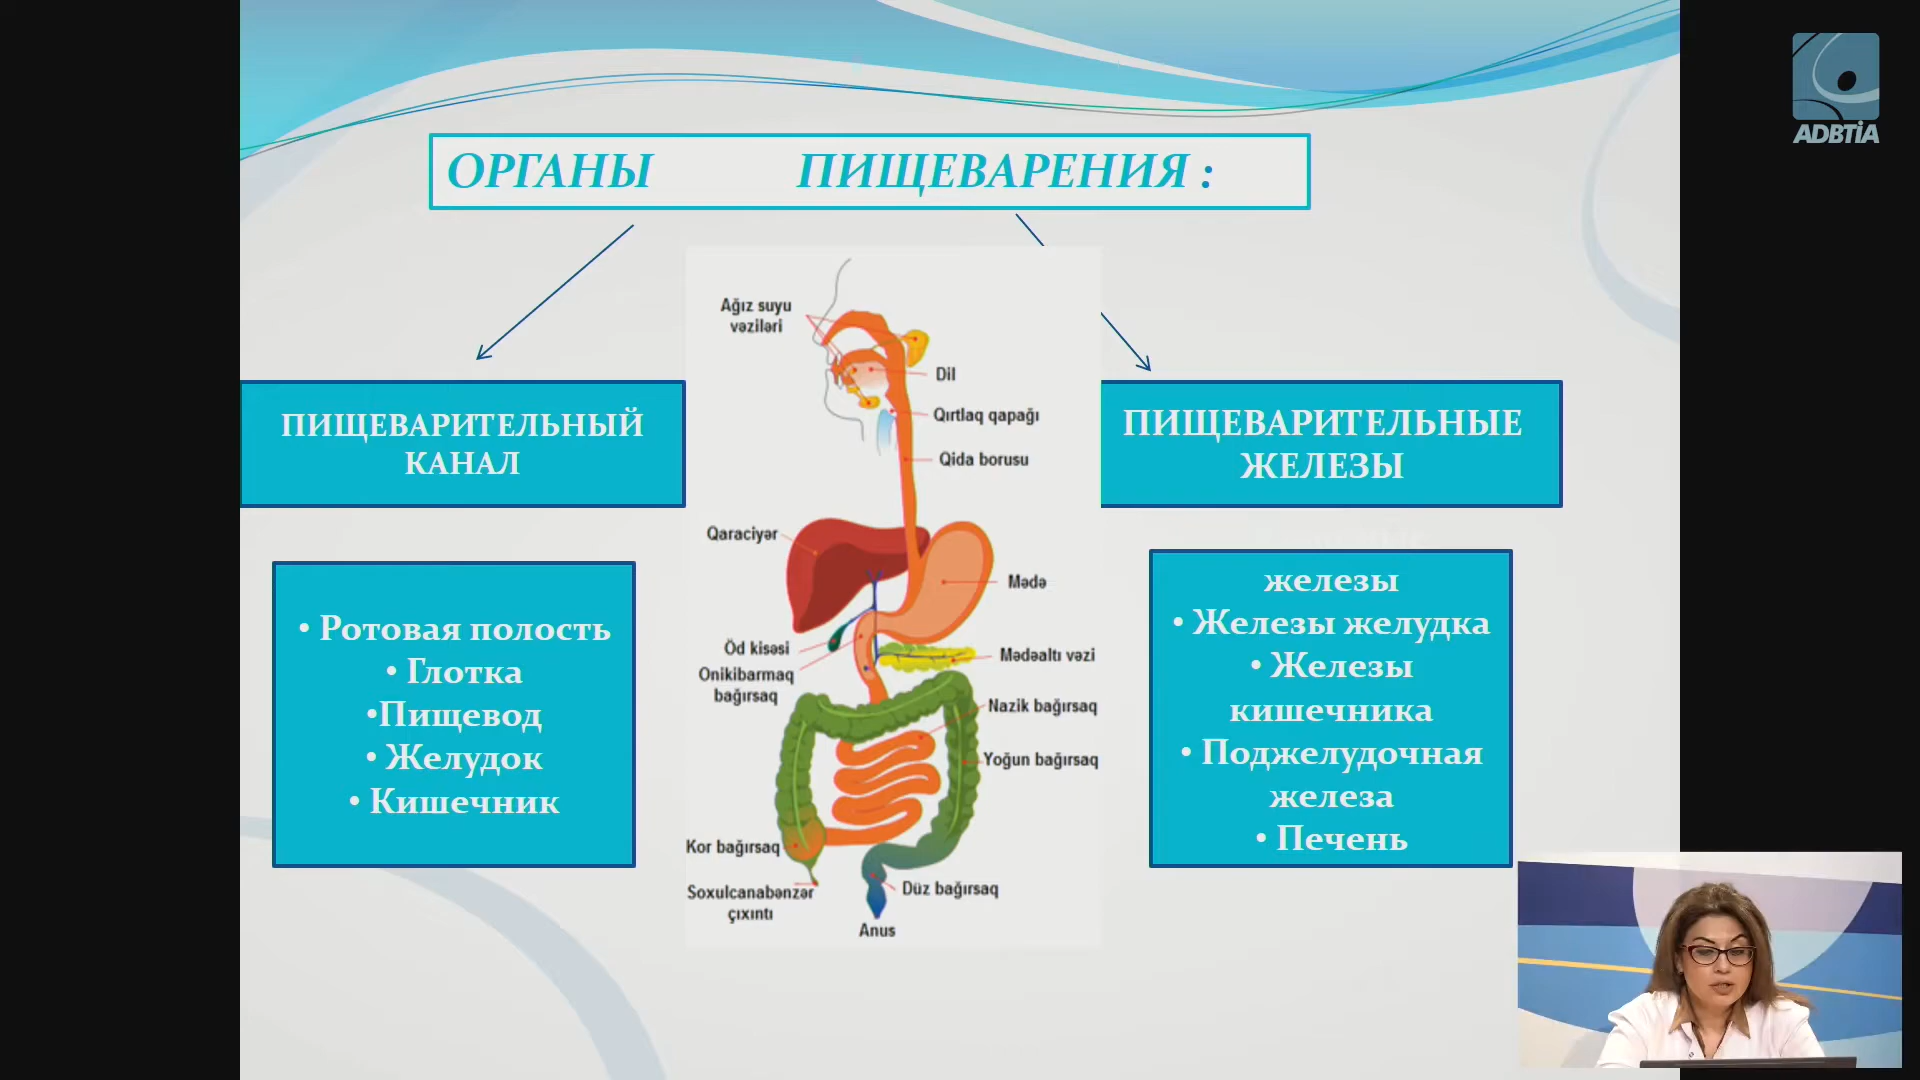 ADBTİA
ОРГАНЫ ПИЩЕВАРЕНИЯ :
ПИЩЕВАРИТЕЛЬНЫЙ
КАНАЛ
• Ротовая полость
• Глотка
•Пищевод
• Желудок
• Кишечник
Ağız suyu
vəziləri
Dil
Qırtlaq qapağı
Qida borusu
Qaraciyər
Mədə
Öd kisəsi
Onikibarmaq
bağırsaq
Mədəaltı vəzi
Nazik bağırsaq
Yoğun bağırsaq
Kor bağırsaq
Soxulcanabənzər
çıxıntı
Düz bağırsaq
Anus
ПИЩЕВАРИТЕЛЬНЫЕ
ЖЕЛЕЗЫ
железы
• Железы желудка
• Железы
кишечника
• Поджелудочная
железа
• Печень